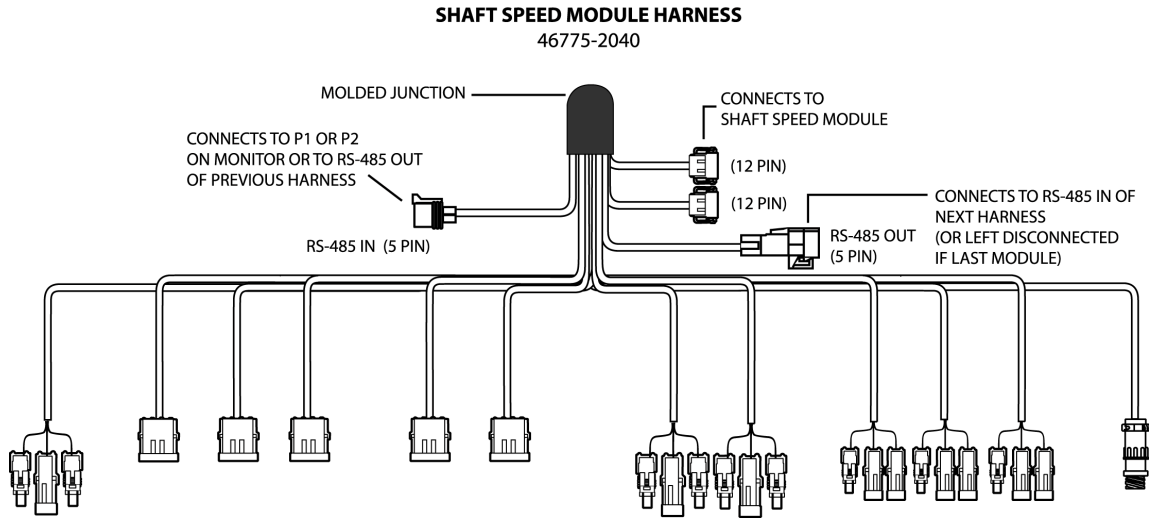 SHAFT SPEED MODULE HARNESS
46775-2040
MOLDED JUNCTION
CONNECTS TO
SHAFT SPEED MODULE
CONNECTS TO P1 OR P2
ON MONITOR OR TO RS-485 OUT
OF PREVIOUS HARNESS
(12 PIN)
(12 PIN)
CONNECTS TO RS-485 IN OF
NEXT HARNESS
(OR LEFT DISCONNECTED
IF LAST MODULE)
RS-485 IN (5 PIN)
RS-485 OUT
(5 PIN)